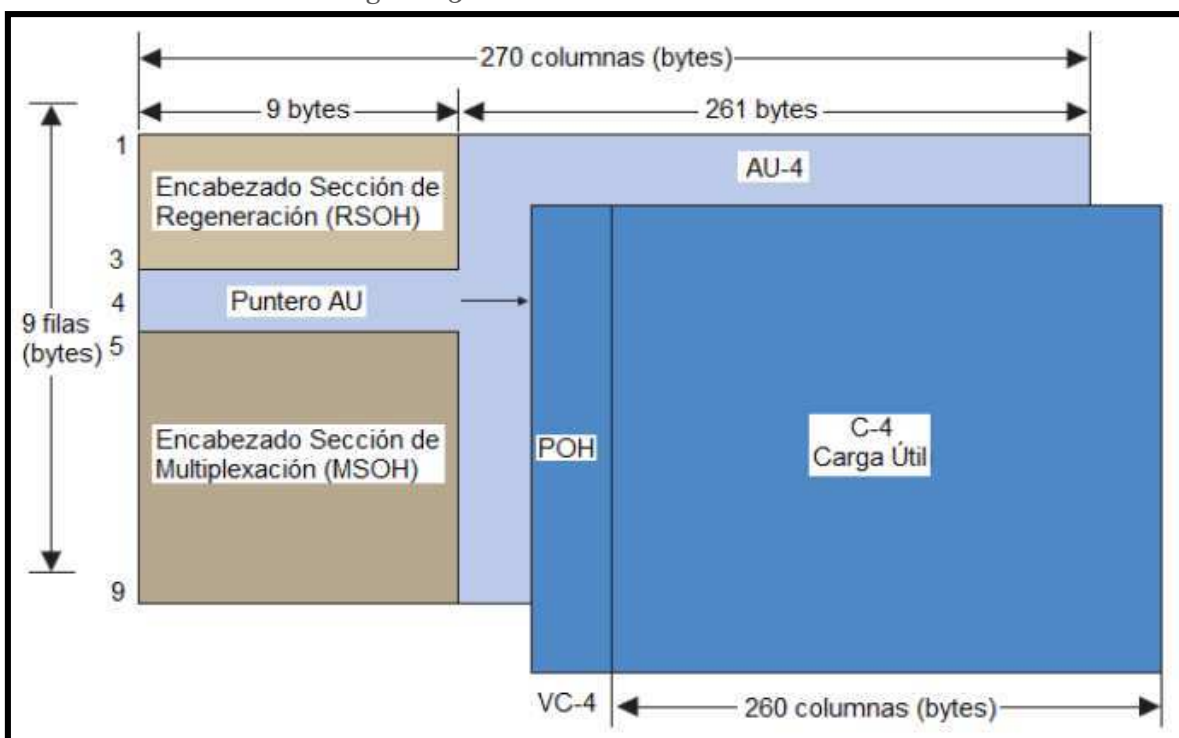 270 columnas (bytes)
9 bytes
261 bytes
1
AU-4
Encabezado Sección de
Regeneración (RSOH)
3
4
Puntero AU
9 filas
(bytes)
5
Encabezado Sección de
Multiplexación (MSOH)
POH
C-4
Carga Útil
9
VC-4
260 columnas (bytes)